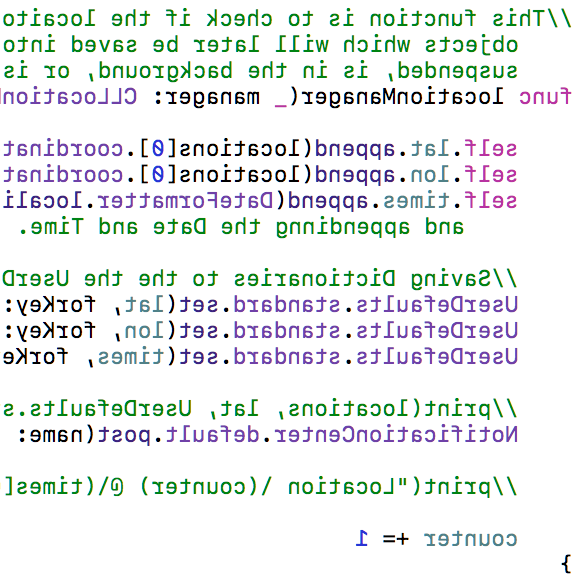 //This function is to check if the locaito
objects which will later be saved into
suspended, is in the background, or is
func locationManager(_ manager: CLLocation
self.lat.append(locations[0].coordinat
self.lon.append(locations[0].coordinat
self.times.append(DateFormatter.locali
and appendinng the Date and Time.
//Saving Dictionaries to the the UserD
UserDefaults.standard.set(lat, forKey:
UserDefaults.standard.set(lon, forKey:
UserDefaults.standard.set(times, forKe
//print(locations, lat, UserDefaults.s
NotificationCenter.default.post(name:
//print("Location \(counter) @\(times[
counter += 1
}